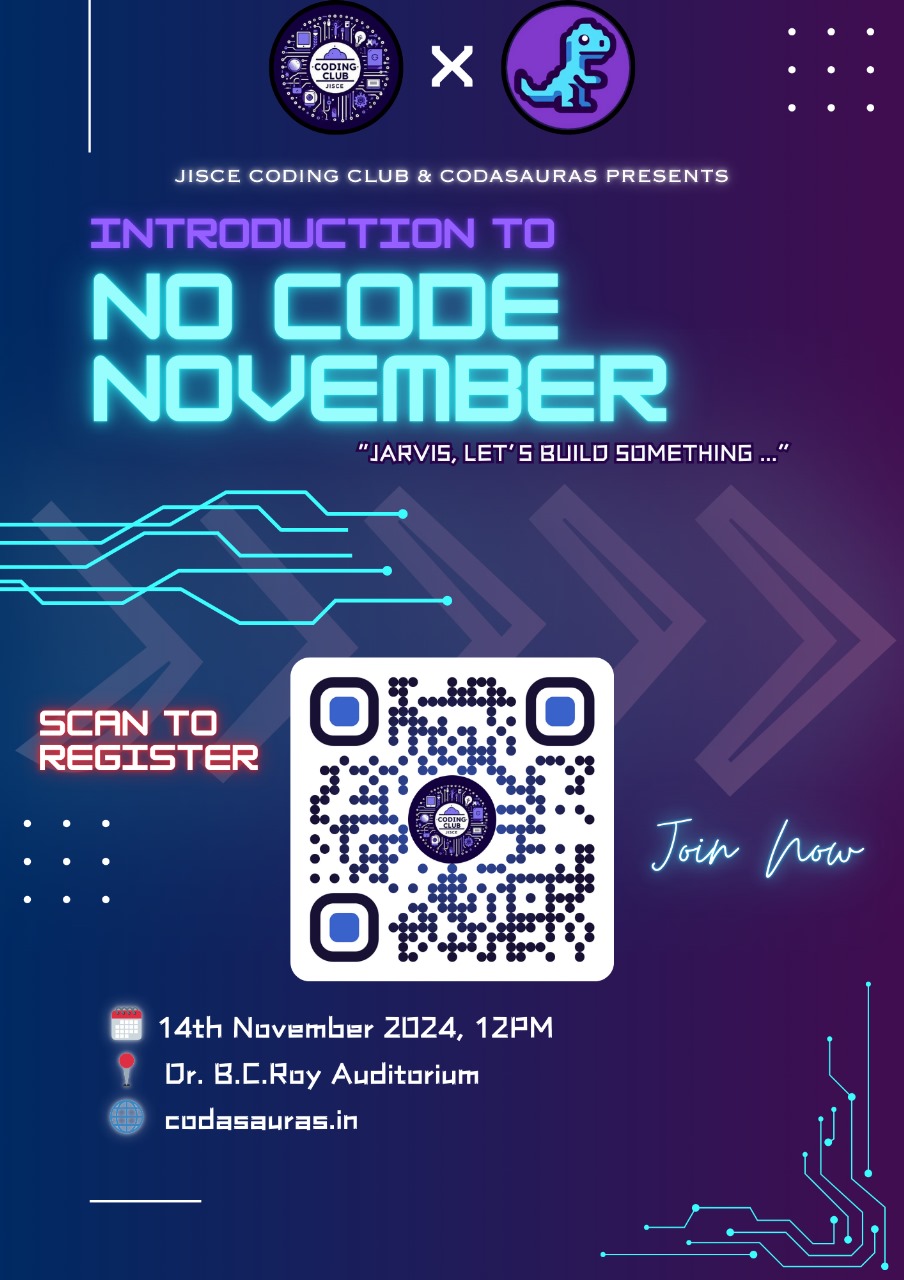 CODING
CLUB
JISCE
JISCE CODING CLUB & CODASAURAS PRESENTS
INTRODUCTION TO
NO CODE
NOVEMBER
"JARVIS, LET'S BUILD SOMETHING ..."
SCAN TO
REGISTER
CODING
CLUB
JISCE
Join Now
14th November 2024, 12PM
Dr. B.C.Roy Auditorium
codasauras.in